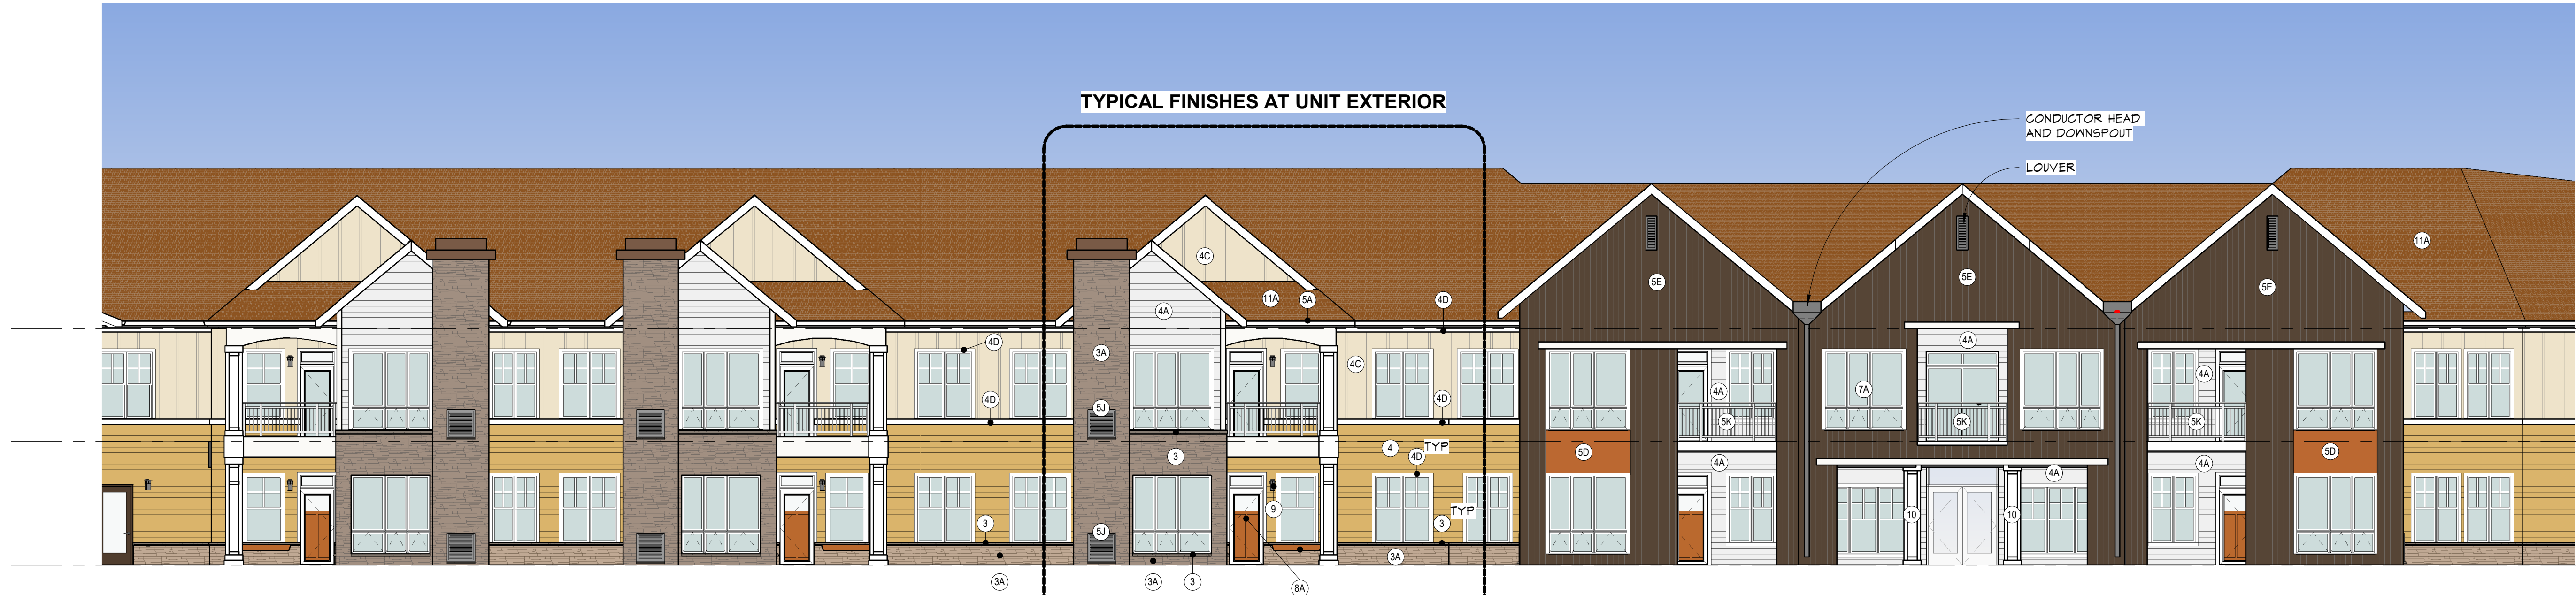 TYPICAL FINISHES AT UNIT EXTERIOR
CONDUCTOR HEAD
AND DOWNSPOUT
LOUVER
11A
4C
5E
5E
5E
11A
5A
4D
4A
4D
3A
4C
4A
4A
7A
4A
4D
5J
4D
5K
5K
5K
3
4
TYP
4D
5D
4A
4A
4A
5D
9
3
5J
3
TYP
10
10
3A
3A
3A
3
8A